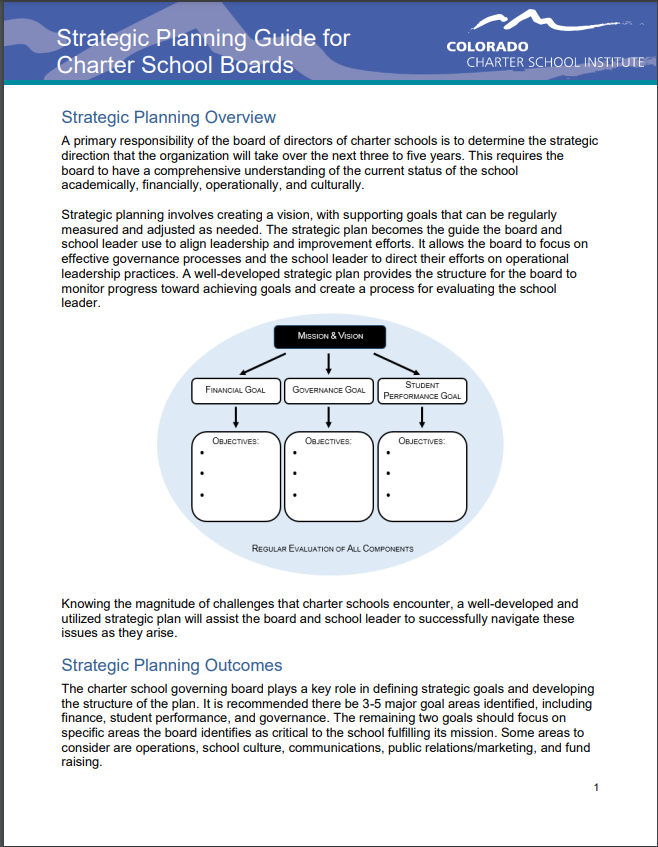 Strategic Planning Guide for
Charter School Boards
COLORADO
CHARTER SCHOOL INSTITUTE
Strategic Planning Overview
A primary responsibility of the board of directors of charter schools is to determine the strategic
direction that the organization will take over the next three to five years. This requires the
board to have a comprehensive understanding of the current status of the school
academically, financially, operationally, and culturally.
Strategic planning involves creating a vision, with supporting goals that can be regularly
measured and adjusted as needed. The strategic plan becomes the guide the board and
school leader use to align leadership and improvement efforts. It allows the board to focus on
effective governance processes and the school leader to direct their efforts on operational
leadership practices. A well-developed strategic plan provides the structure for the board to
monitor progress toward achieving goals and create a process for evaluating the school
leader.
MISSION & VISION
FINANCIAL GOAL
GOVERNANCE GOAL
STUDENT
PERFORMANCE GOAL
OBJECTIVES:
OBJECTIVES:
OBJECTIVES:
REGULAR EVALUATION OF ALL COMPONENTS
Knowing the magnitude of challenges that charter schools encounter, a well-developed and
utilized strategic plan will assist the board and school leader to successfully navigate these
issues as they arise.
Strategic Planning Outcomes
The charter school governing board plays a key role in defining strategic goals and developing
the structure of the plan. It is recommended there be 3-5 major goal areas identified, including
finance, student performance, and governance. The remaining two goals should focus on
specific areas the board identifies as critical to the school fulfilling its mission. Some areas to
consider are operations, school culture, communications, public relations/marketing, and fund
raising.
1